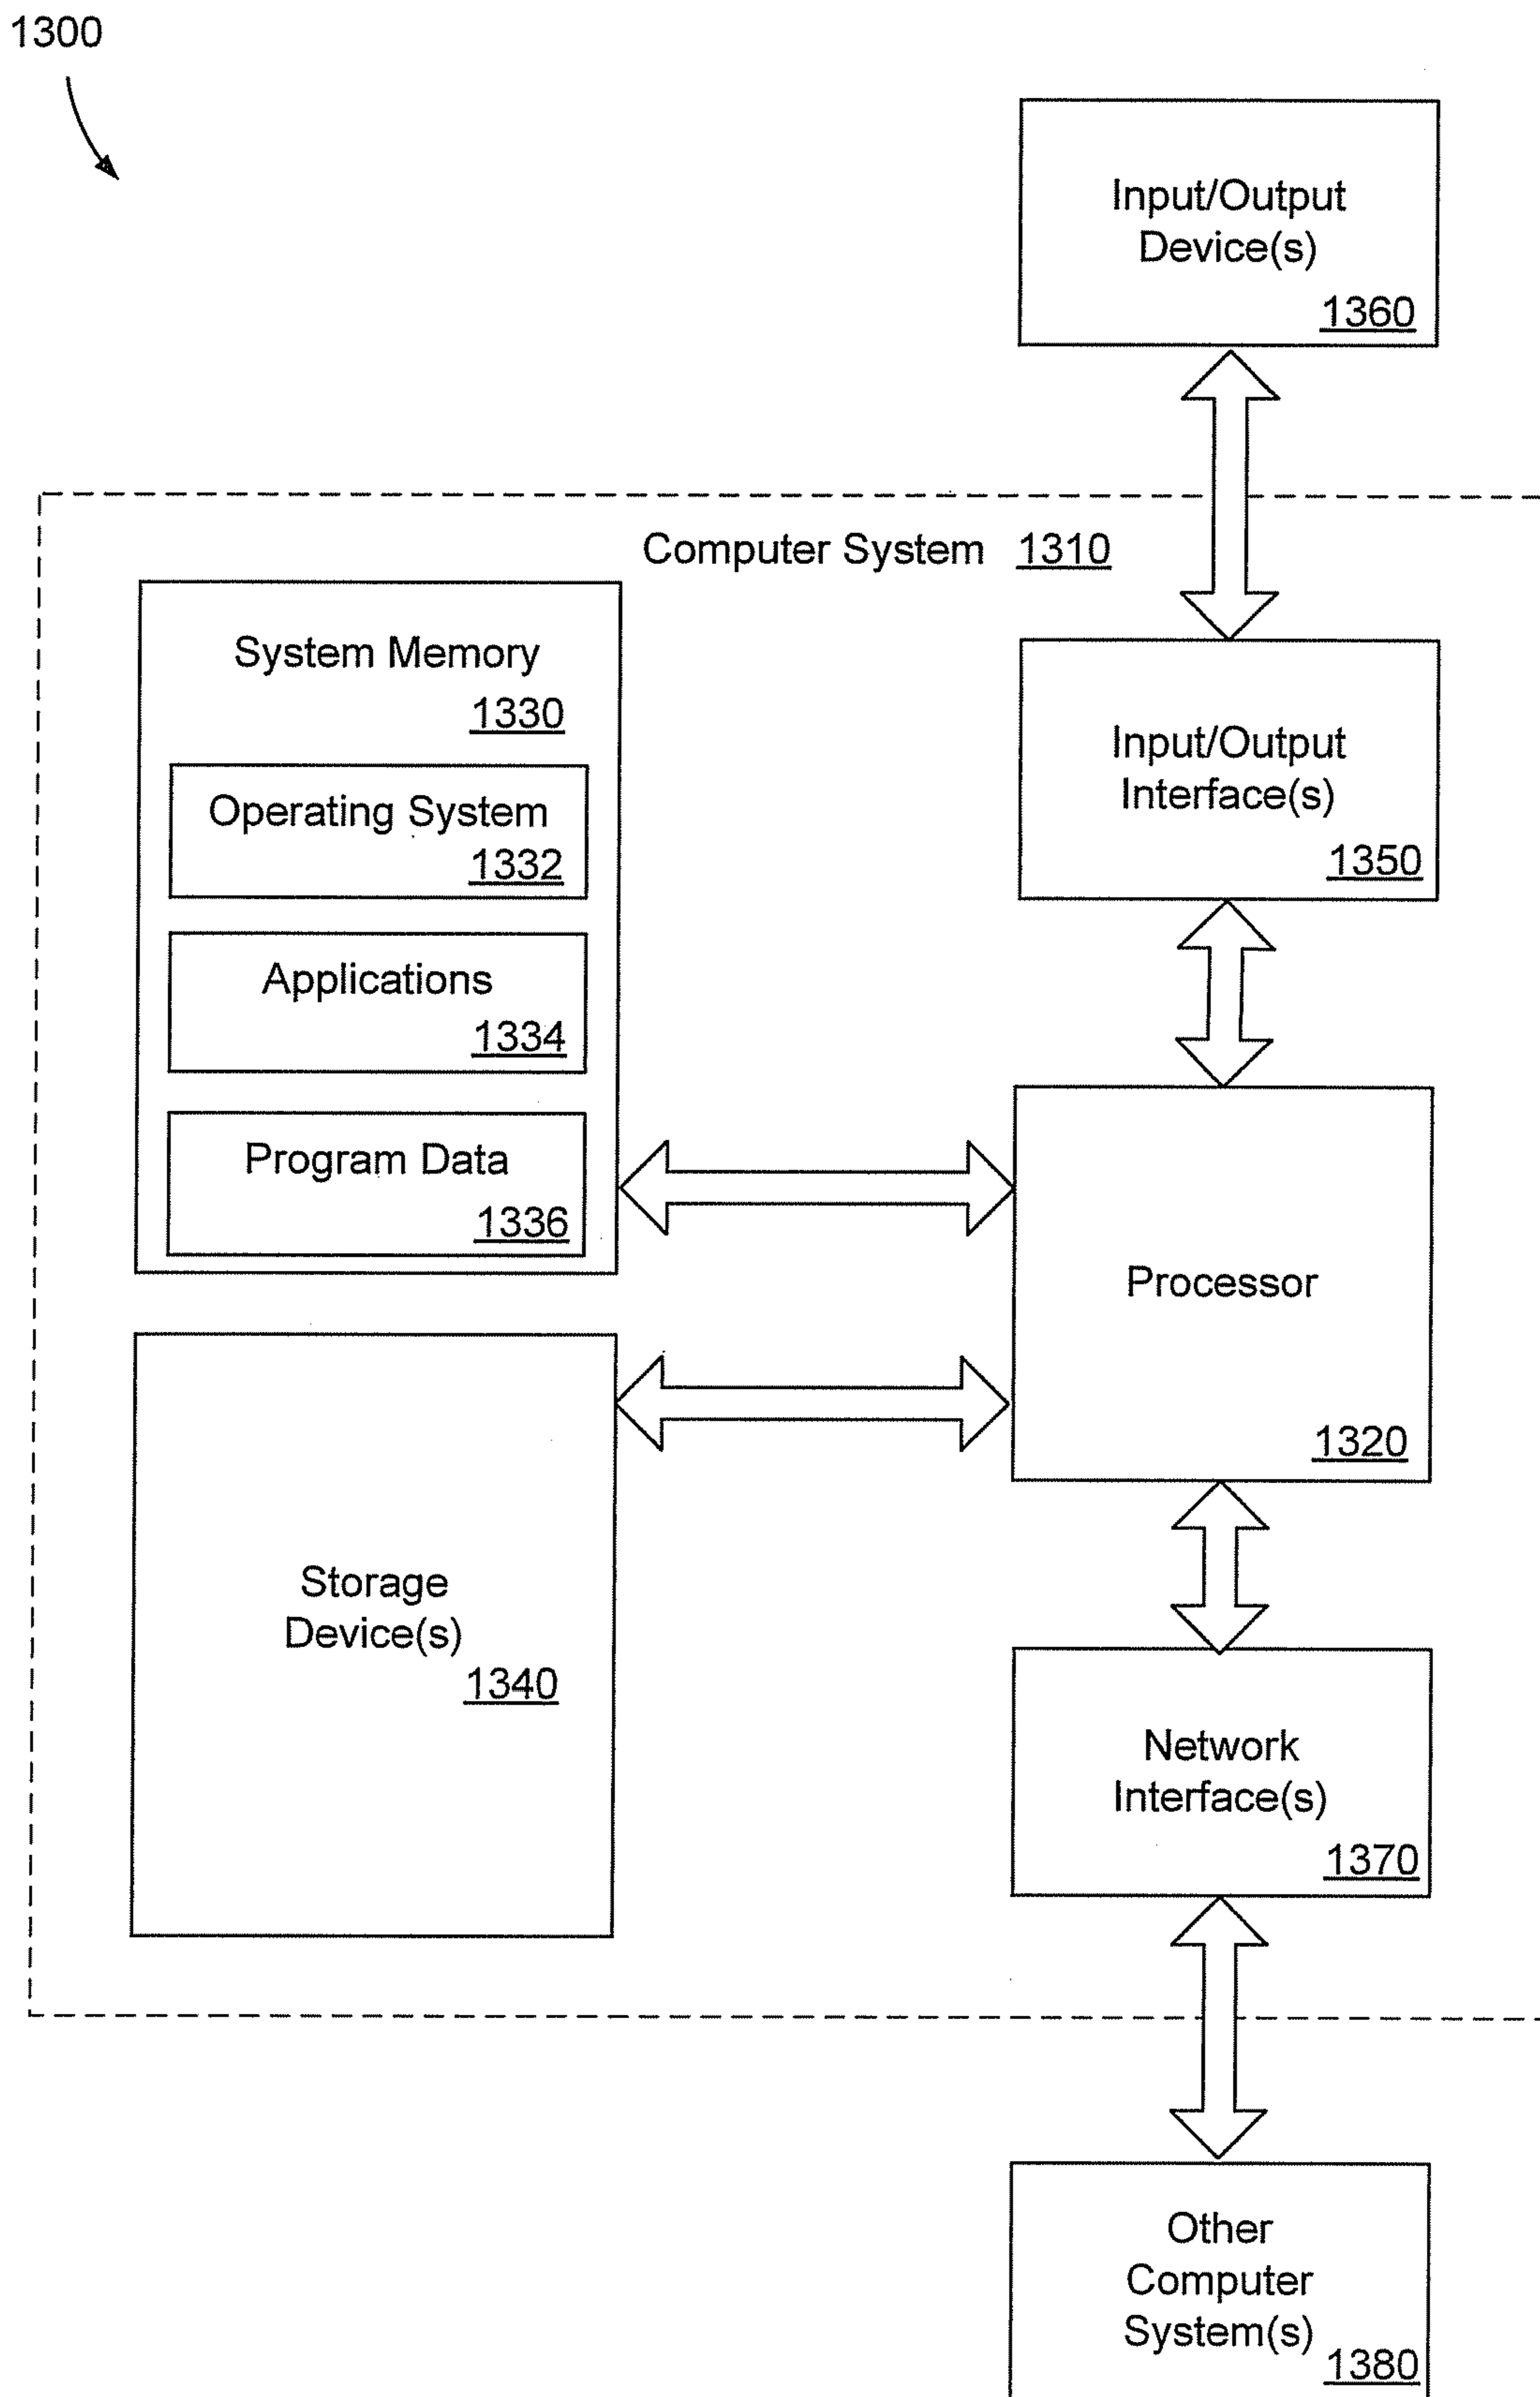 1300
Input/Output
Device(s)
1360
Computer System 1310
System Memory
1330
Operating System
1332
Applications
1334
Program Data
1336
Input/Output
Interface(s)
1350
Processor
1320
Storage
Device(s)
1340
Network
Interface(s)
1370
Other
Computer
System(s)
1380